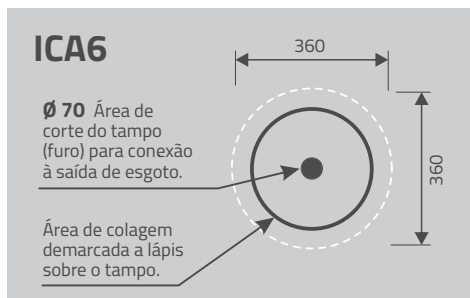 ICA6
360
Ø 70 Área de
corte do tampo
(furo) para conexão
à saída de esgoto.
360
Área de colagem
demarcada a lápis
sobre o tampo.